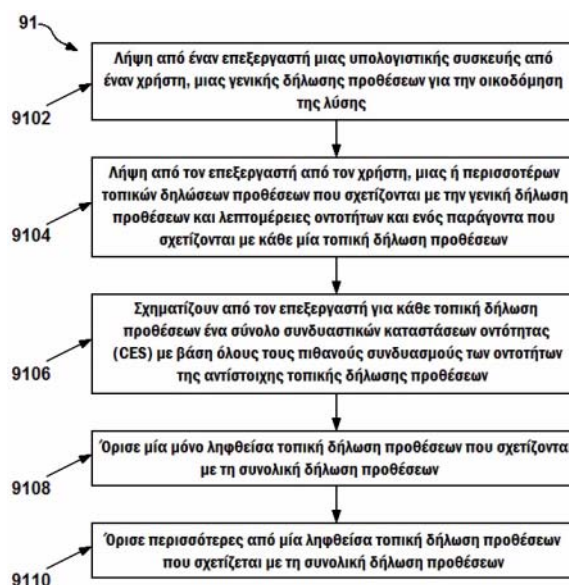 91
Λήψη από έναν επεξεργαστή μιας υπολογιστικής συσκευής από
έναν χρήστη, μιας γενικής δήλωσης προθέσεων για την οικοδόμηση
της λύσης
9102
Λήψη από τον επεξεργαστή από τον χρήστη, μιας ή περισσοτέρων
τοπικών δηλώσεων προθέσεων που σχετίζονται με την γενική δήλωση
προθέσεων και λεπτομέρειες οντοτήτων και ενός παράγοντα που
σχετίζονται με κάθε μία τοπική δήλωση προθέσεων
9104
Σχηματίζουν από τον επεξεργαστή για κάθε τοπική δήλωση
προθέσεων ένα σύνολο συνδυαστικών καταστάσεων οντότητας
(CES) με βάση όλους τους πιθανούς συνδυασμούς των οντοτήτων
της αντίστοιχης τοπικής δήλωσης προθέσεων
9106
Όρισε μία μόνο ληφθείσα τοπική δήλωση προθέσεων που σχετίζονται
με τη συνολική δήλωση προθέσεων
9108
Όρισε περισσότερες από μία ληφθείσα τοπική δήλωση προθέσεων
που σχετίζεται με τη συνολική δήλωση προθέσεων
9110